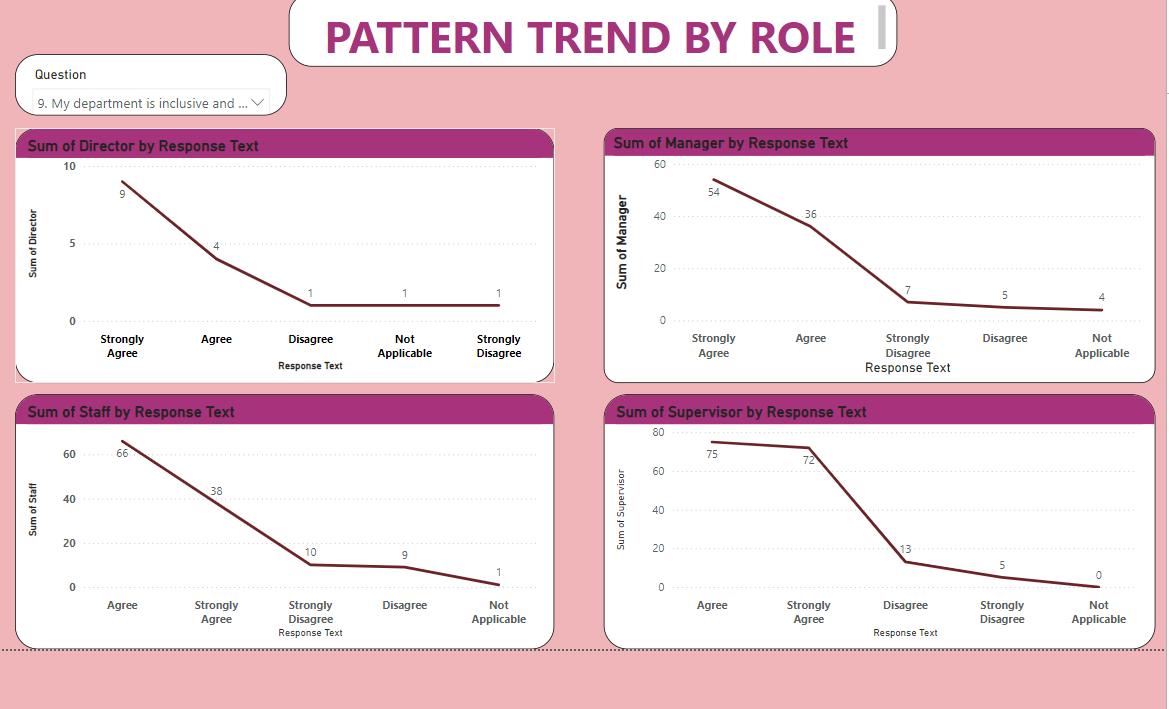 PATTERN TREND BY ROLE
Question
9. My department is inclusive and ...
Sum of Director by Response Text
10
5
0
Sum of Director
9
4
1
1
1
Strongly Agree
Agree
Disagree
Not Applicable
Strongly Disagree
Response Text
Sum of Manager by Response Text
60
40
20
0
Sum of Manager
54
36
7
5
4
Strongly Agree
Agree
Strongly Disagree
Disagree
Not Applicable
Response Text
Sum of Staff by Response Text
60
40
20
0
Sum of Staff
66
38
10
9
1
Agree
Strongly Agree
Strongly Disagree
Disagree
Not Applicable
Response Text
Sum of Supervisor by Response Text
80
60
40
20
0
Sum of Supervisor
75
72
13
5
0
Agree
Strongly Agree
Disagree
Strongly Disagree
Not Applicable
Response Text